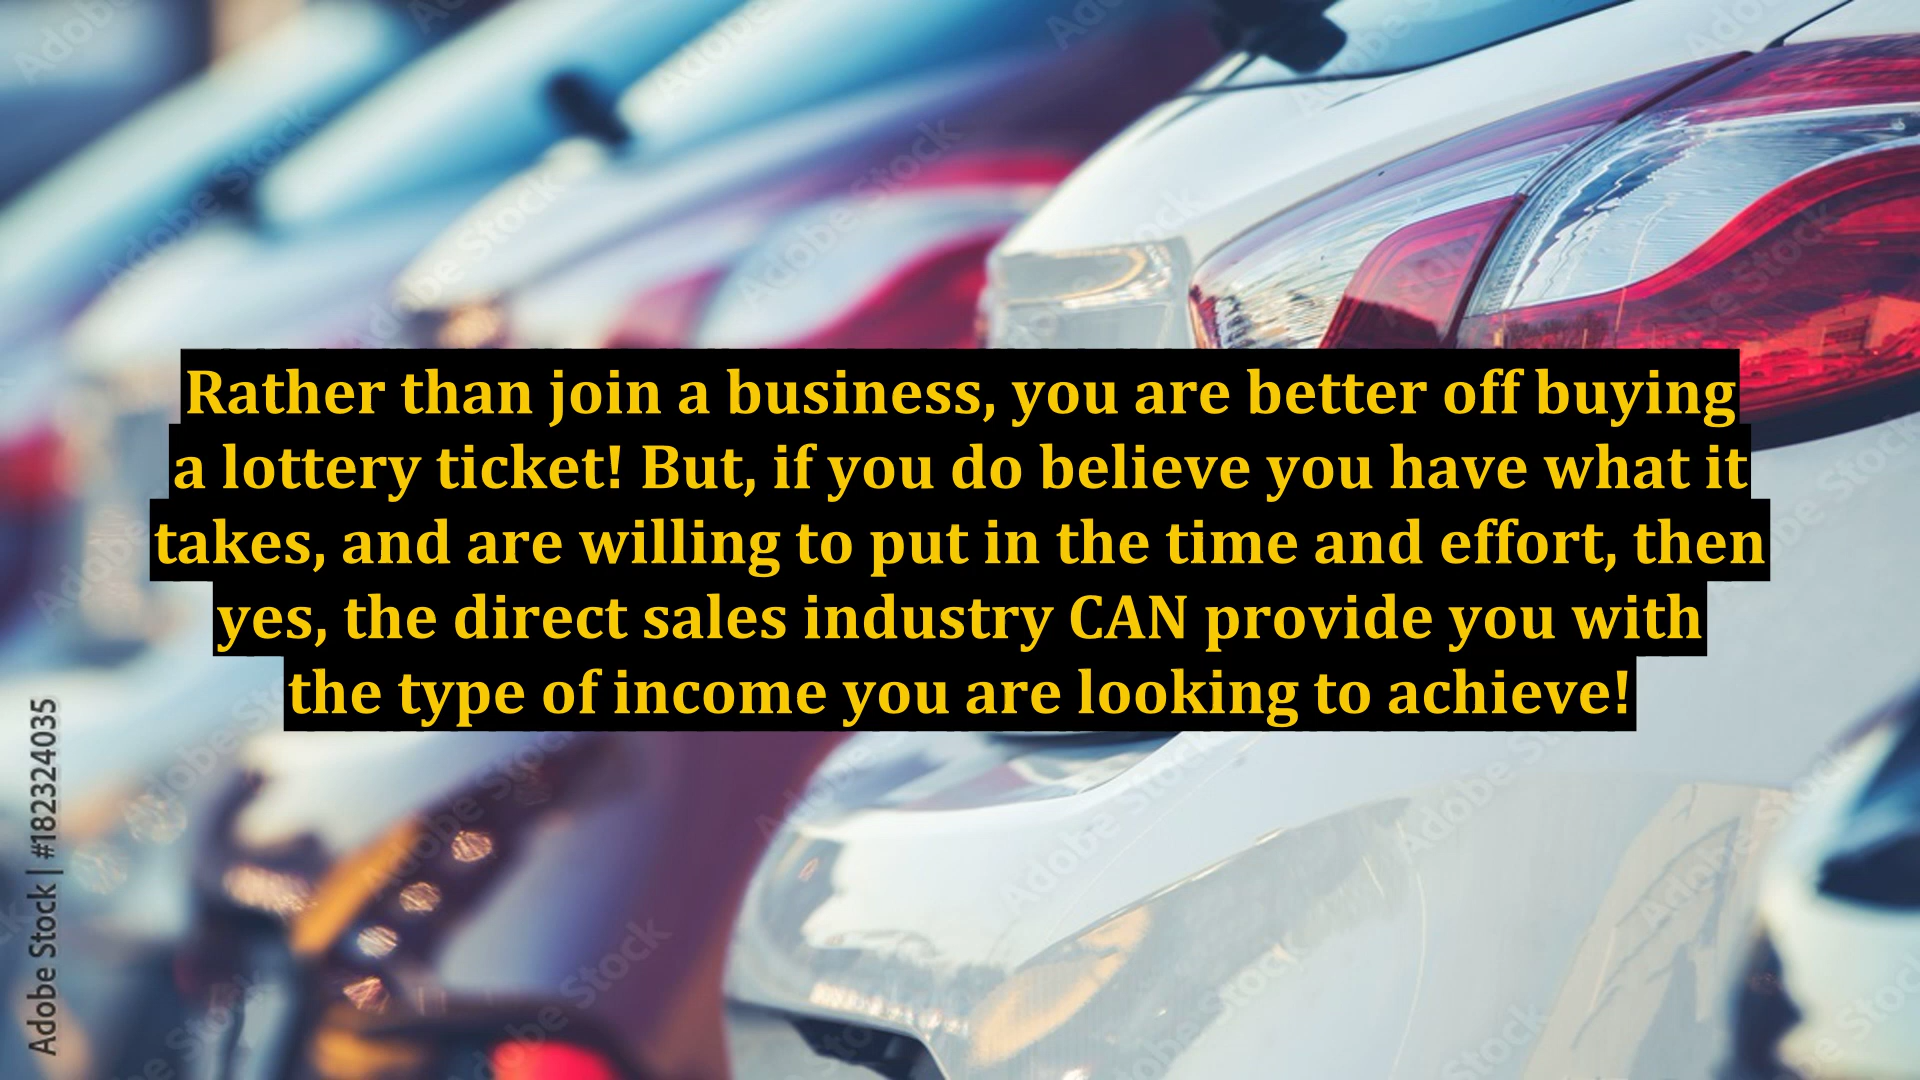 Rather than join a business, you are better off buying
a lottery ticket! But, if you do believe you have what it
takes, and are willing to put in the time and effort, then
yes, the direct sales industry CAN provide you with
the type of income you are looking to achieve!
Adobe Stock | #182324035
Adobe Stock